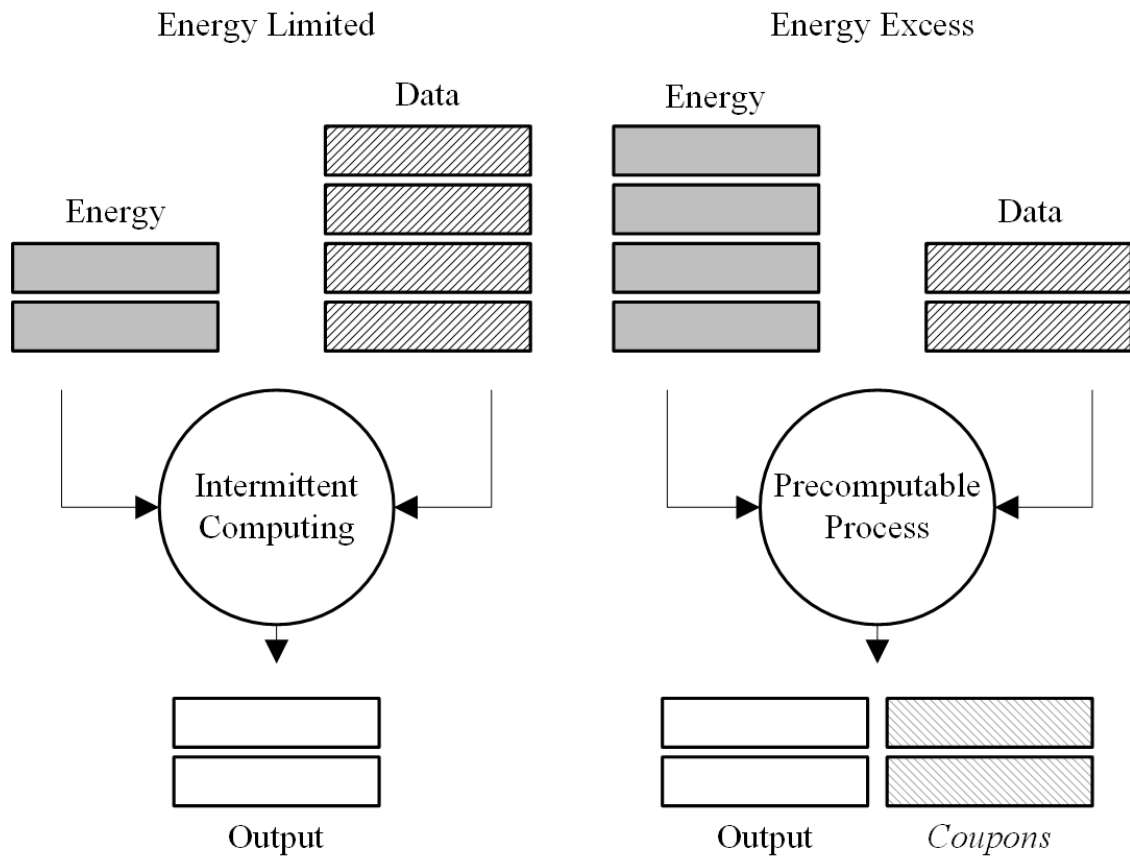 Energy Limited
Data
Energy
Intermittent
Computing
Output
Energy Excess
Energy
Data
Precomputable
Process
Output
Coupons